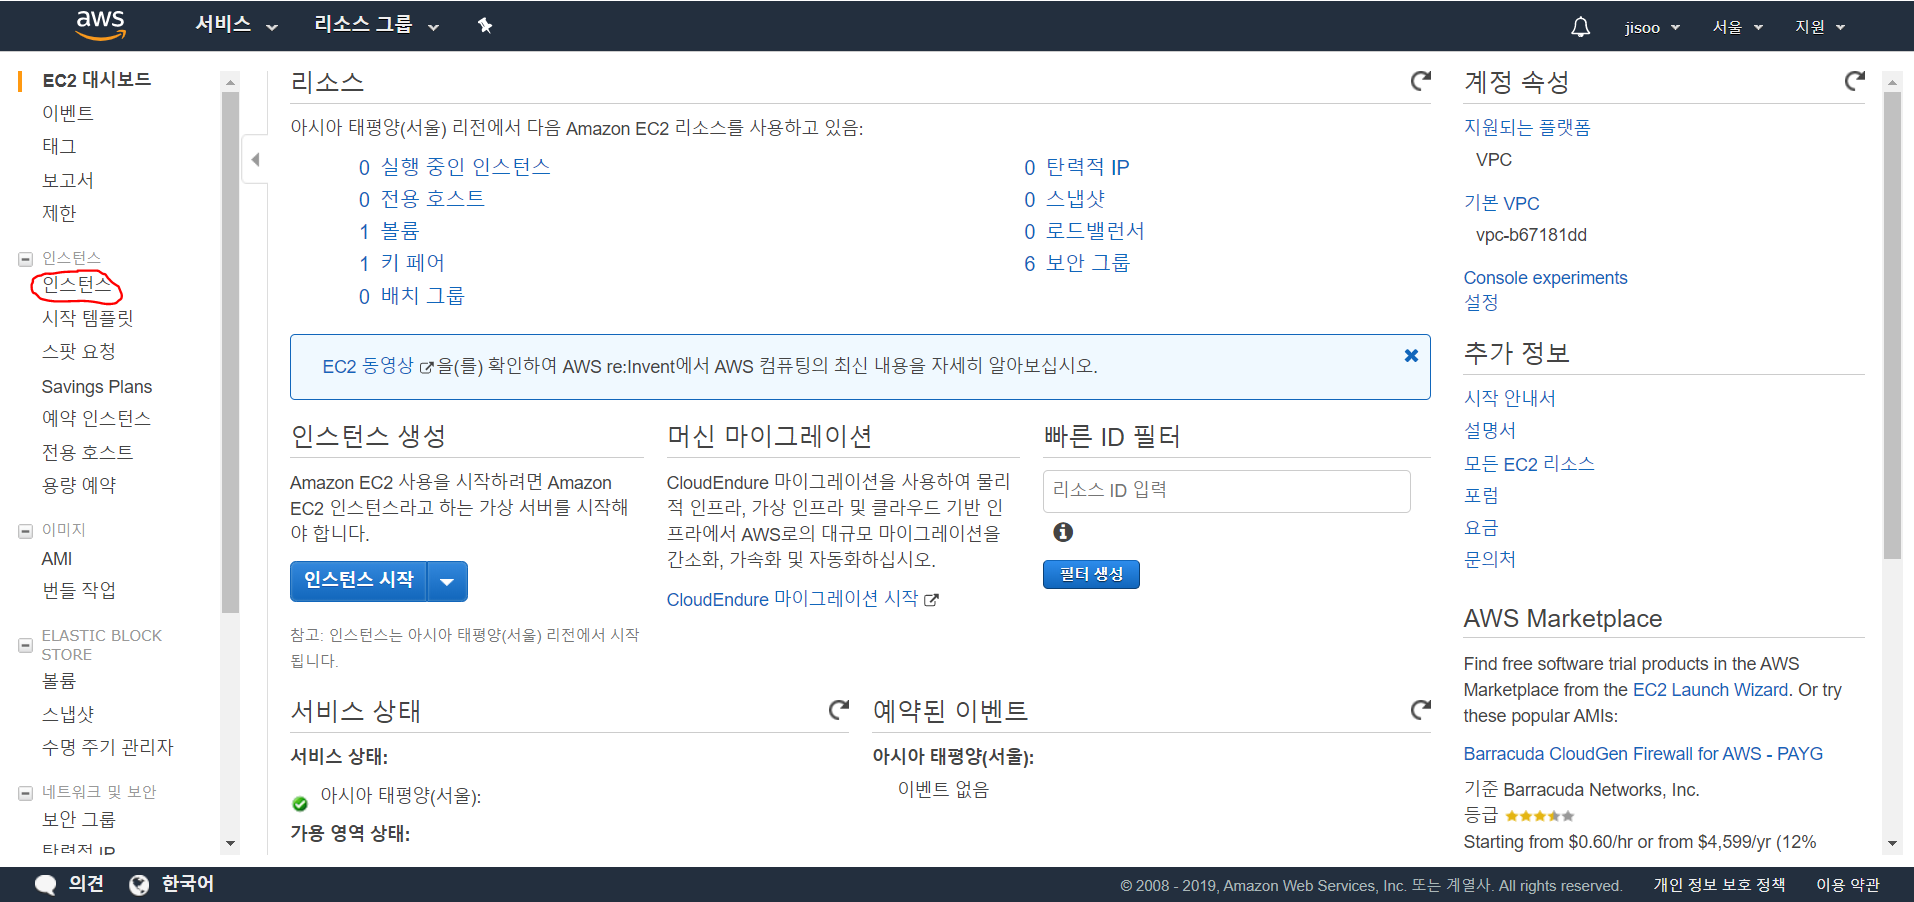 aws 서비스 리소스 그룹 jisoo 서울 지원
EC2 대시보드
이벤트
태그
보고서
제한
인스턴스
인스턴스
시작 템플릿
스팟 요청
Savings Plans
예약 인스턴스
전용 호스트
용량 예약
이미지
AMI
번들 작업
ELASTIC BLOCK
STORE
볼륨
스냅샷
수명 주기 관리자
네트워크 및 보안
보안 그룹
탄력적 IP
리소스
아시아 태평양(서울) 리전에서 다음 Amazon EC2 리소스를 사용하고 있음:
0 실행 중인 인스턴스
0 전용 호스트
1 볼륨
1 키 페어
0 배치 그룹
0 탄력적 IP
0 스냅샷
0 로드밸런서
6 보안 그룹
EC2 동영상 을(를) 확인하여 AWS re:Invent에서 AWS 컴퓨팅의 최신 내용을 자세히 알아보십시오.
인스턴스 생성
Amazon EC2 사용을 시작하려면 Amazon
EC2 인스턴스라고 하는 가상 서버를 시작해
야 합니다.
인스턴스 시작
참고: 인스턴스는 아시아 태평양(서울) 리전에서 시작
됩니다.
머신 마이그레이션
CloudEndure 마이그레이션을 사용하여 물리
적 인프라, 가상 인프라 및 클라우드 기반 인
프라에서 AWS로의 대규모 마이그레이션을
간소화, 가속화 및 자동화하십시오.
CloudEndure 마이그레이션 시작
빠른 ID 필터
리소스 ID 입력
필터 생성
서비스 상태
서비스 상태:
아시아 태평양(서울):
가용 영역 상태:
예약된 이벤트
아시아 태평양(서울):
이벤트 없음
계정 속성
지원되는 플랫폼
VPC
기본 VPC
vpc-b67181dd
Console experiments
설정
추가 정보
시작 안내서
설명서
모든 EC2 리소스
포럼
요금
문의처
AWS Marketplace
Find free software trial products in the AWS
Marketplace from the EC2 Launch Wizard. Or try
these popular AMIs:
Barracuda CloudGen Firewall for AWS - PAYG
기준 Barracuda Networks, Inc.
등급
Starting from $0.60/hr or from $4,599/yr (12%
의견 한국어 © 2008 - 2019, Amazon Web Services, Inc. 또는 계열사. All rights reserved. 개인 정보 보호 정책 이용 약관